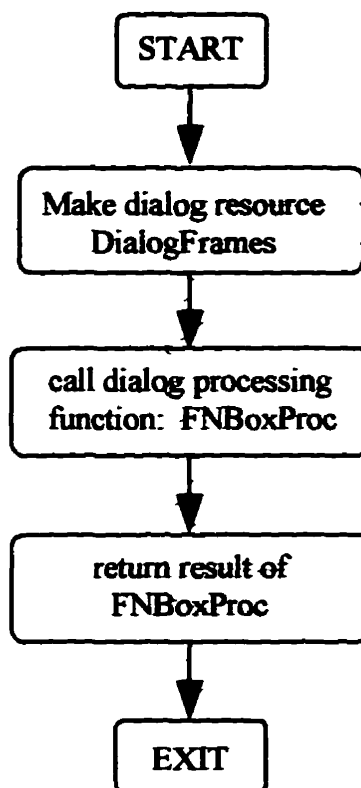 START
Make dialog resource
DialogFrames
call dialog processing
function: FNBoxProc
return result of
FNBoxProc
EXIT